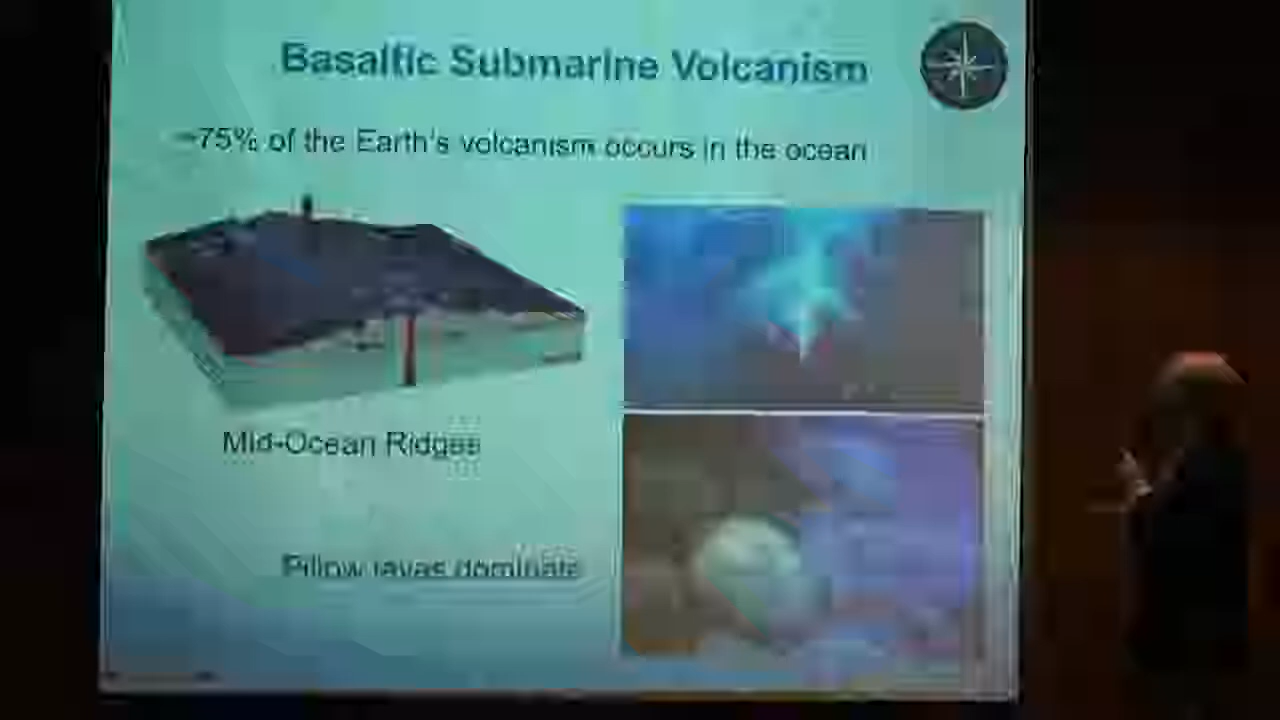 Basaltic Submarine Volcanism
~75% of the Earth's volcanism occurs in the ocean
Mid-Ocean Ridges
Pillow lavas dominate